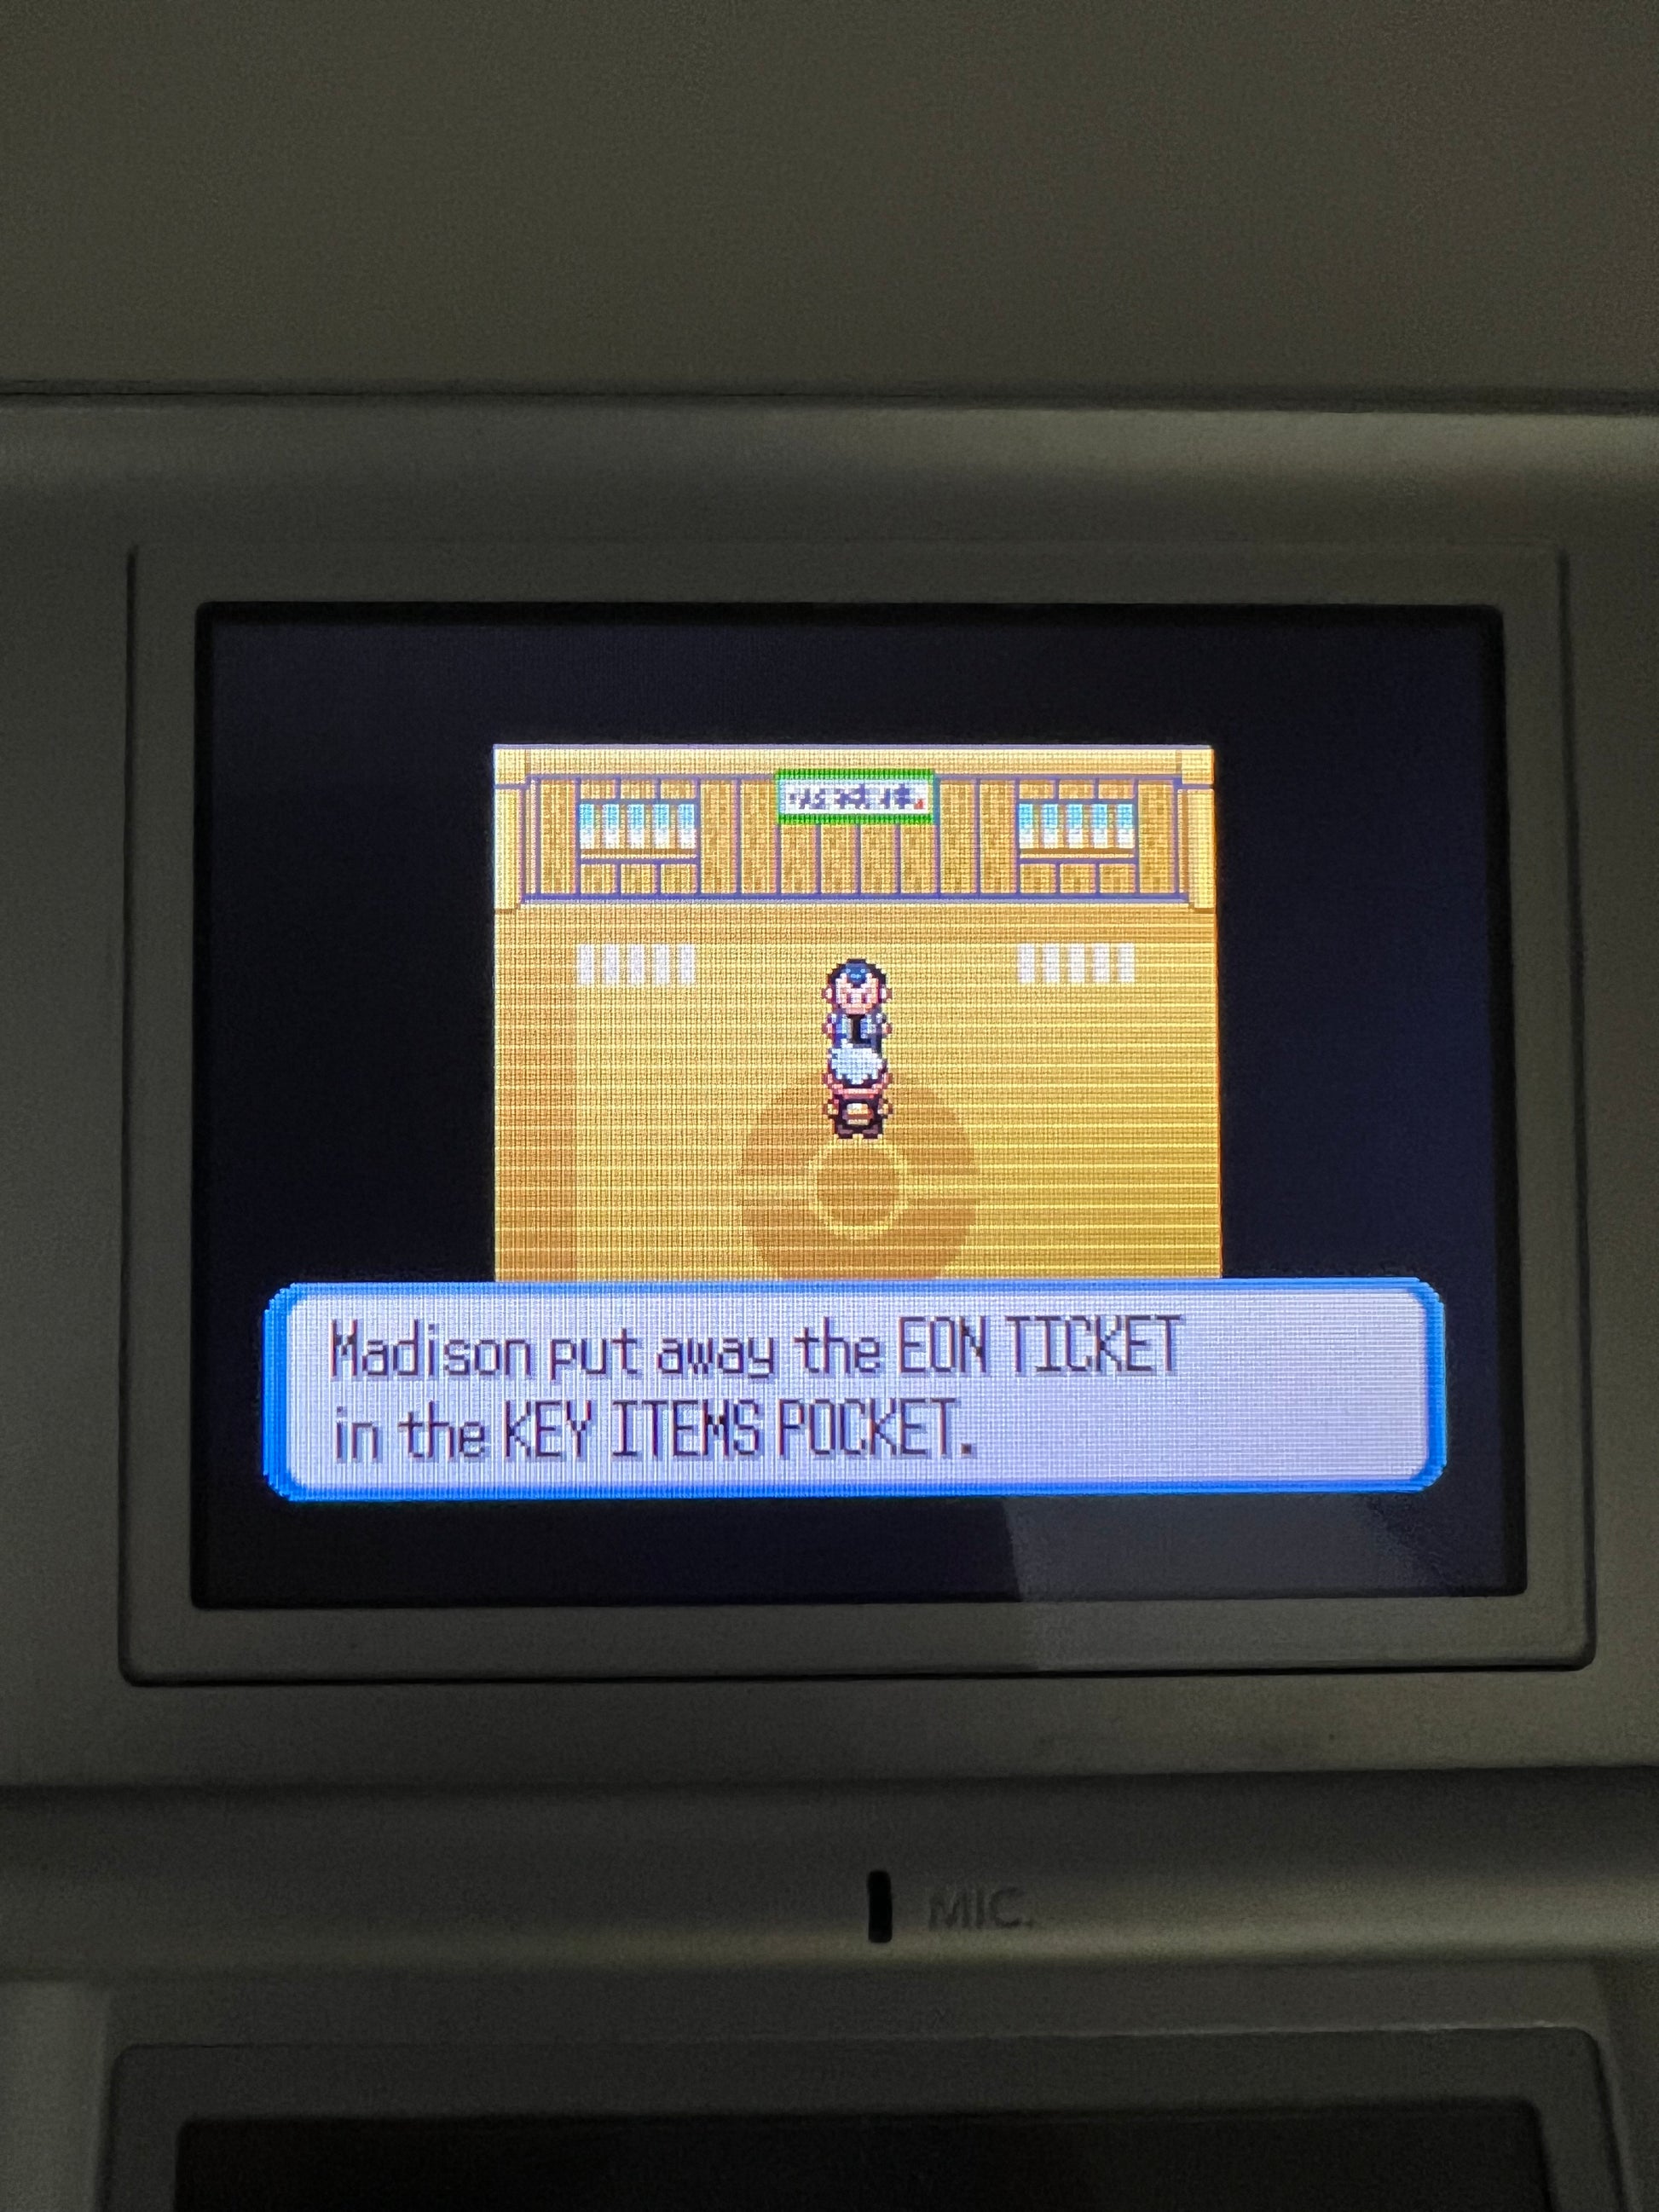 Madison put away the EON TICKET
in the KEY ITEMS POCKET.
MIC.